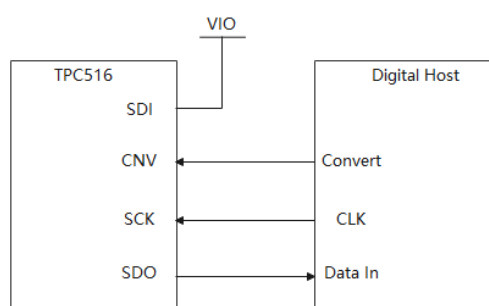 VIO
TPC516
Digital Host
SDI
CNV
Convert
SCK
CLK
SDO
Data In